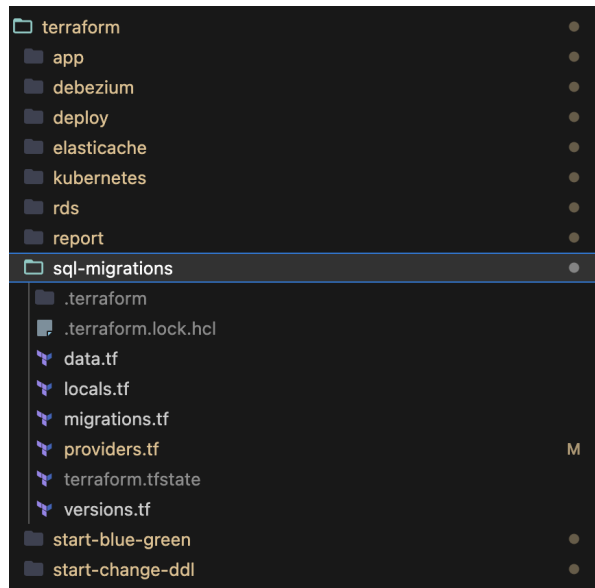 terraform
app
debezium
deploy
elasticache
kubernetes
rds
report
sql-migrations
.terraform
.terraform.lock.hcl
data.tf
locals.tf
migrations.tf
providers.tf M
terraform.tfstate
versions.tf
start-blue-green
start-change-ddl